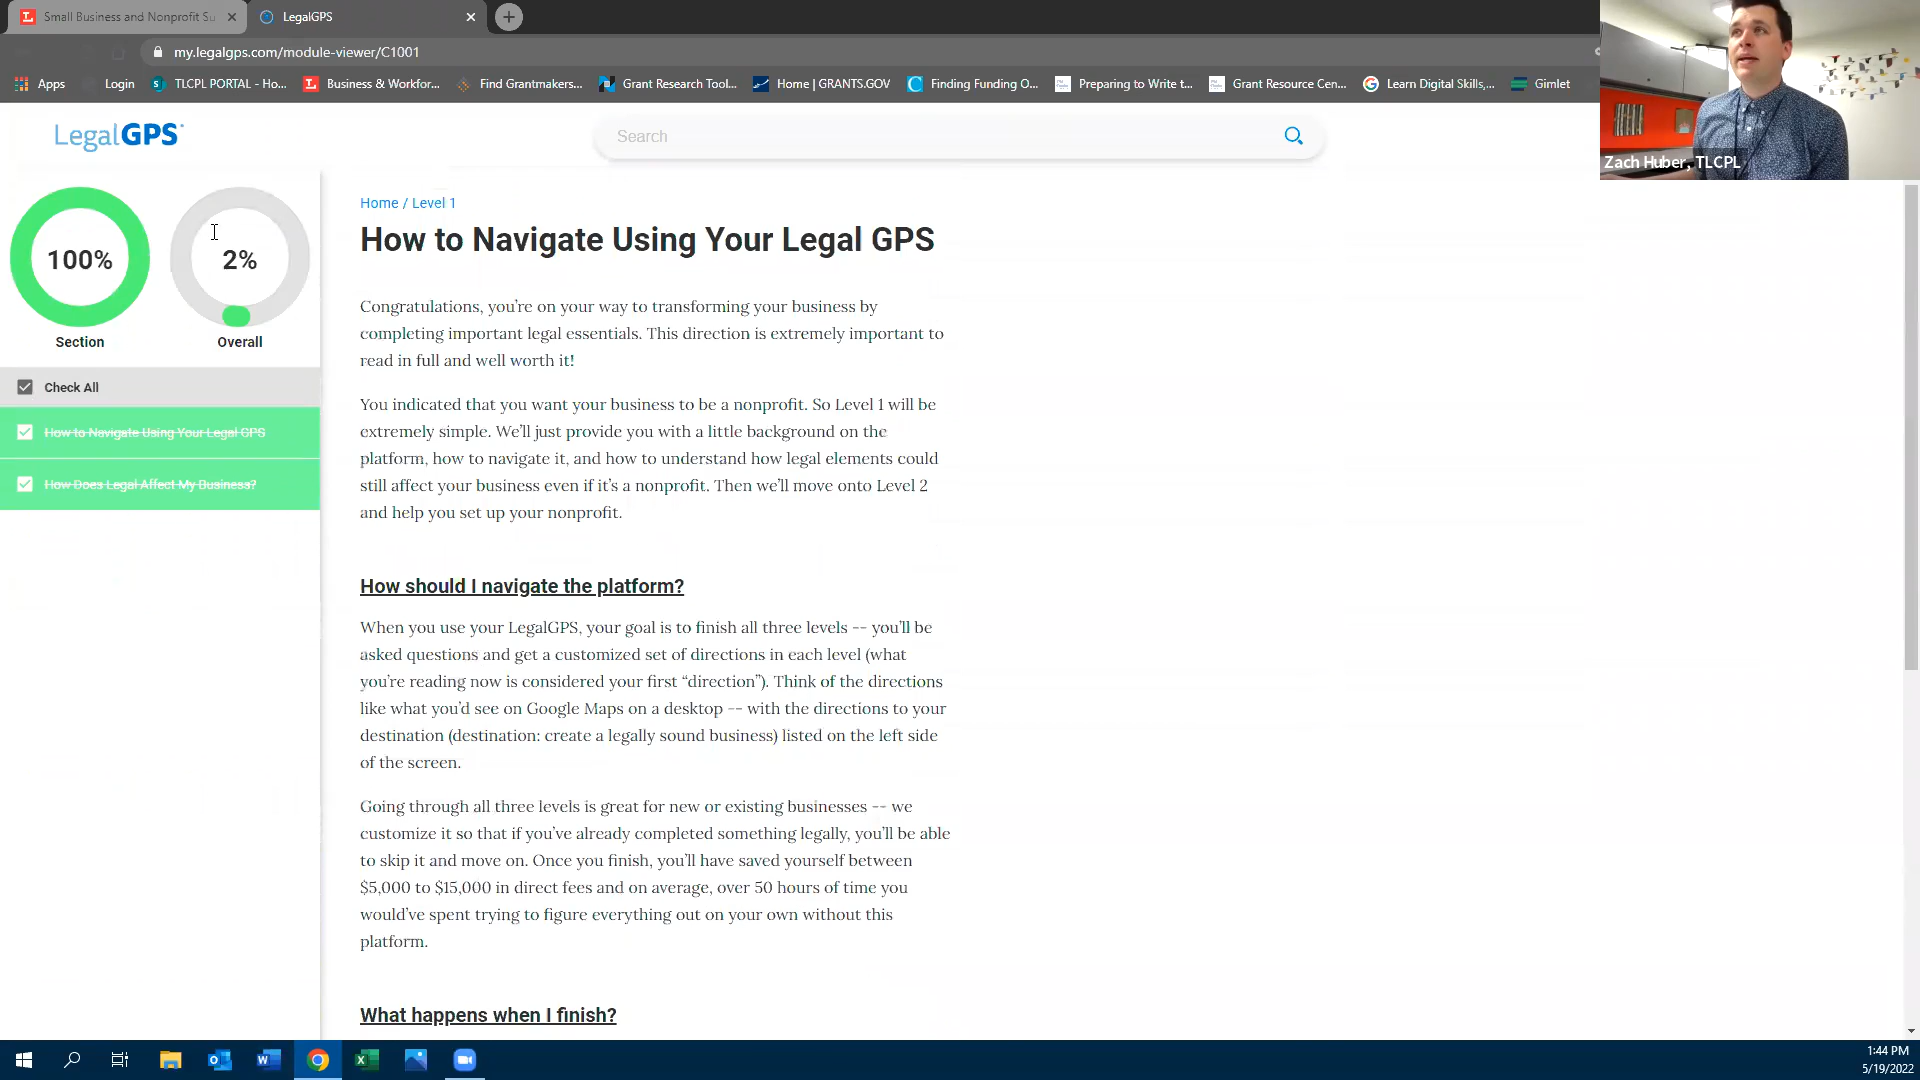 Small Business and Nonprofit Su
LegalGPS
my.legalgps.com/module-viewer/C1001
Apps
Login
TLCPL PORTAL - Ho...
Business & Workfor...
Find Grantmakers...
Grant Research Tool...
Home | GRANTS.GOV
Finding Funding O...
Preparing to Write t...
Grant Resource Cen...
Learn Digital Skills,...
Gimlet
Zach Huber, TLCPL
LegalGPS
Search
100%
2%
Section
Overall
Check All
How to Navigate Using Your Legal GPS
How Does Legal Affect My Business?
Home / Level 1
How to Navigate Using Your Legal GPS
Congratulations, you're on your way to transforming your business by
completing important legal essentials. This direction is extremely important to
read in full and well worth it!
You indicated that you want your business to be a nonprofit. So Level 1 will be
extremely simple. We'll just provide you with a little background on the
platform, how to navigate it, and how to understand how legal elements could
still affect your business even if it's a nonprofit. Then we'll move onto Level 2
and help you set up your nonprofit.
How should I navigate the platform?
When you use your LegalGPS, your goal is to finish all three levels -- you'll be
asked questions and get a customized set of directions in each level (what
you're reading now is considered your first “direction”). Think of the directions
like what you'd see on Google Maps on a desktop -- with the directions to your
destination (destination: create a legally sound business) listed on the left side
of the screen.
Going through all three levels is great for new or existing businesses -- we
customize it so that if you've already completed something legally, you'll be able
to skip it and move on. Once you finish, you'll have saved yourself between
$5,000 to $15,000 in direct fees and on average, over 50 hours of time you
would've spent trying to figure everything out on your own without this
platform.
What happens when I finish?
1:44 PM
5/19/2022